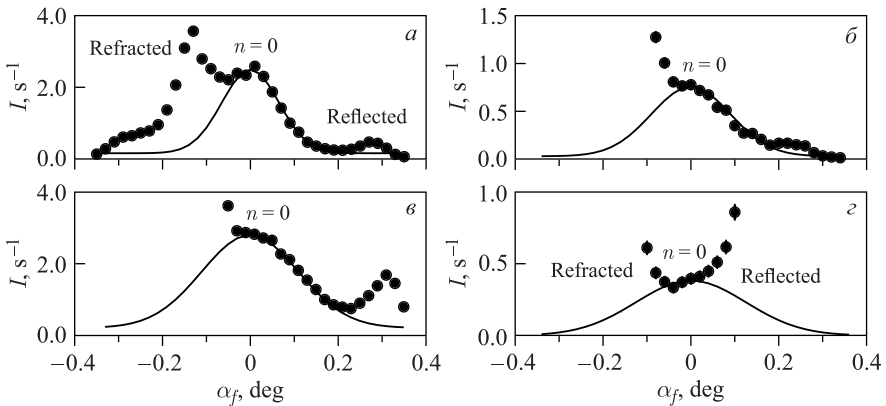 4.0
2.0
0.0
I, s⁻¹
Refracted
n = 0
Reflected
а
1.5
1.0
0.5
0.0
I, s⁻¹
n = 0
б
4.0
2.0
0.0
I, s⁻¹
n = 0
в
−0.4 −0.2 0 0.2 0.4
α_f, deg
1.0
0.5
0.0
I, s⁻¹
Refracted
n = 0
Reflected
г
−0.4 −0.2 0 0.2 0.4
α_f, deg